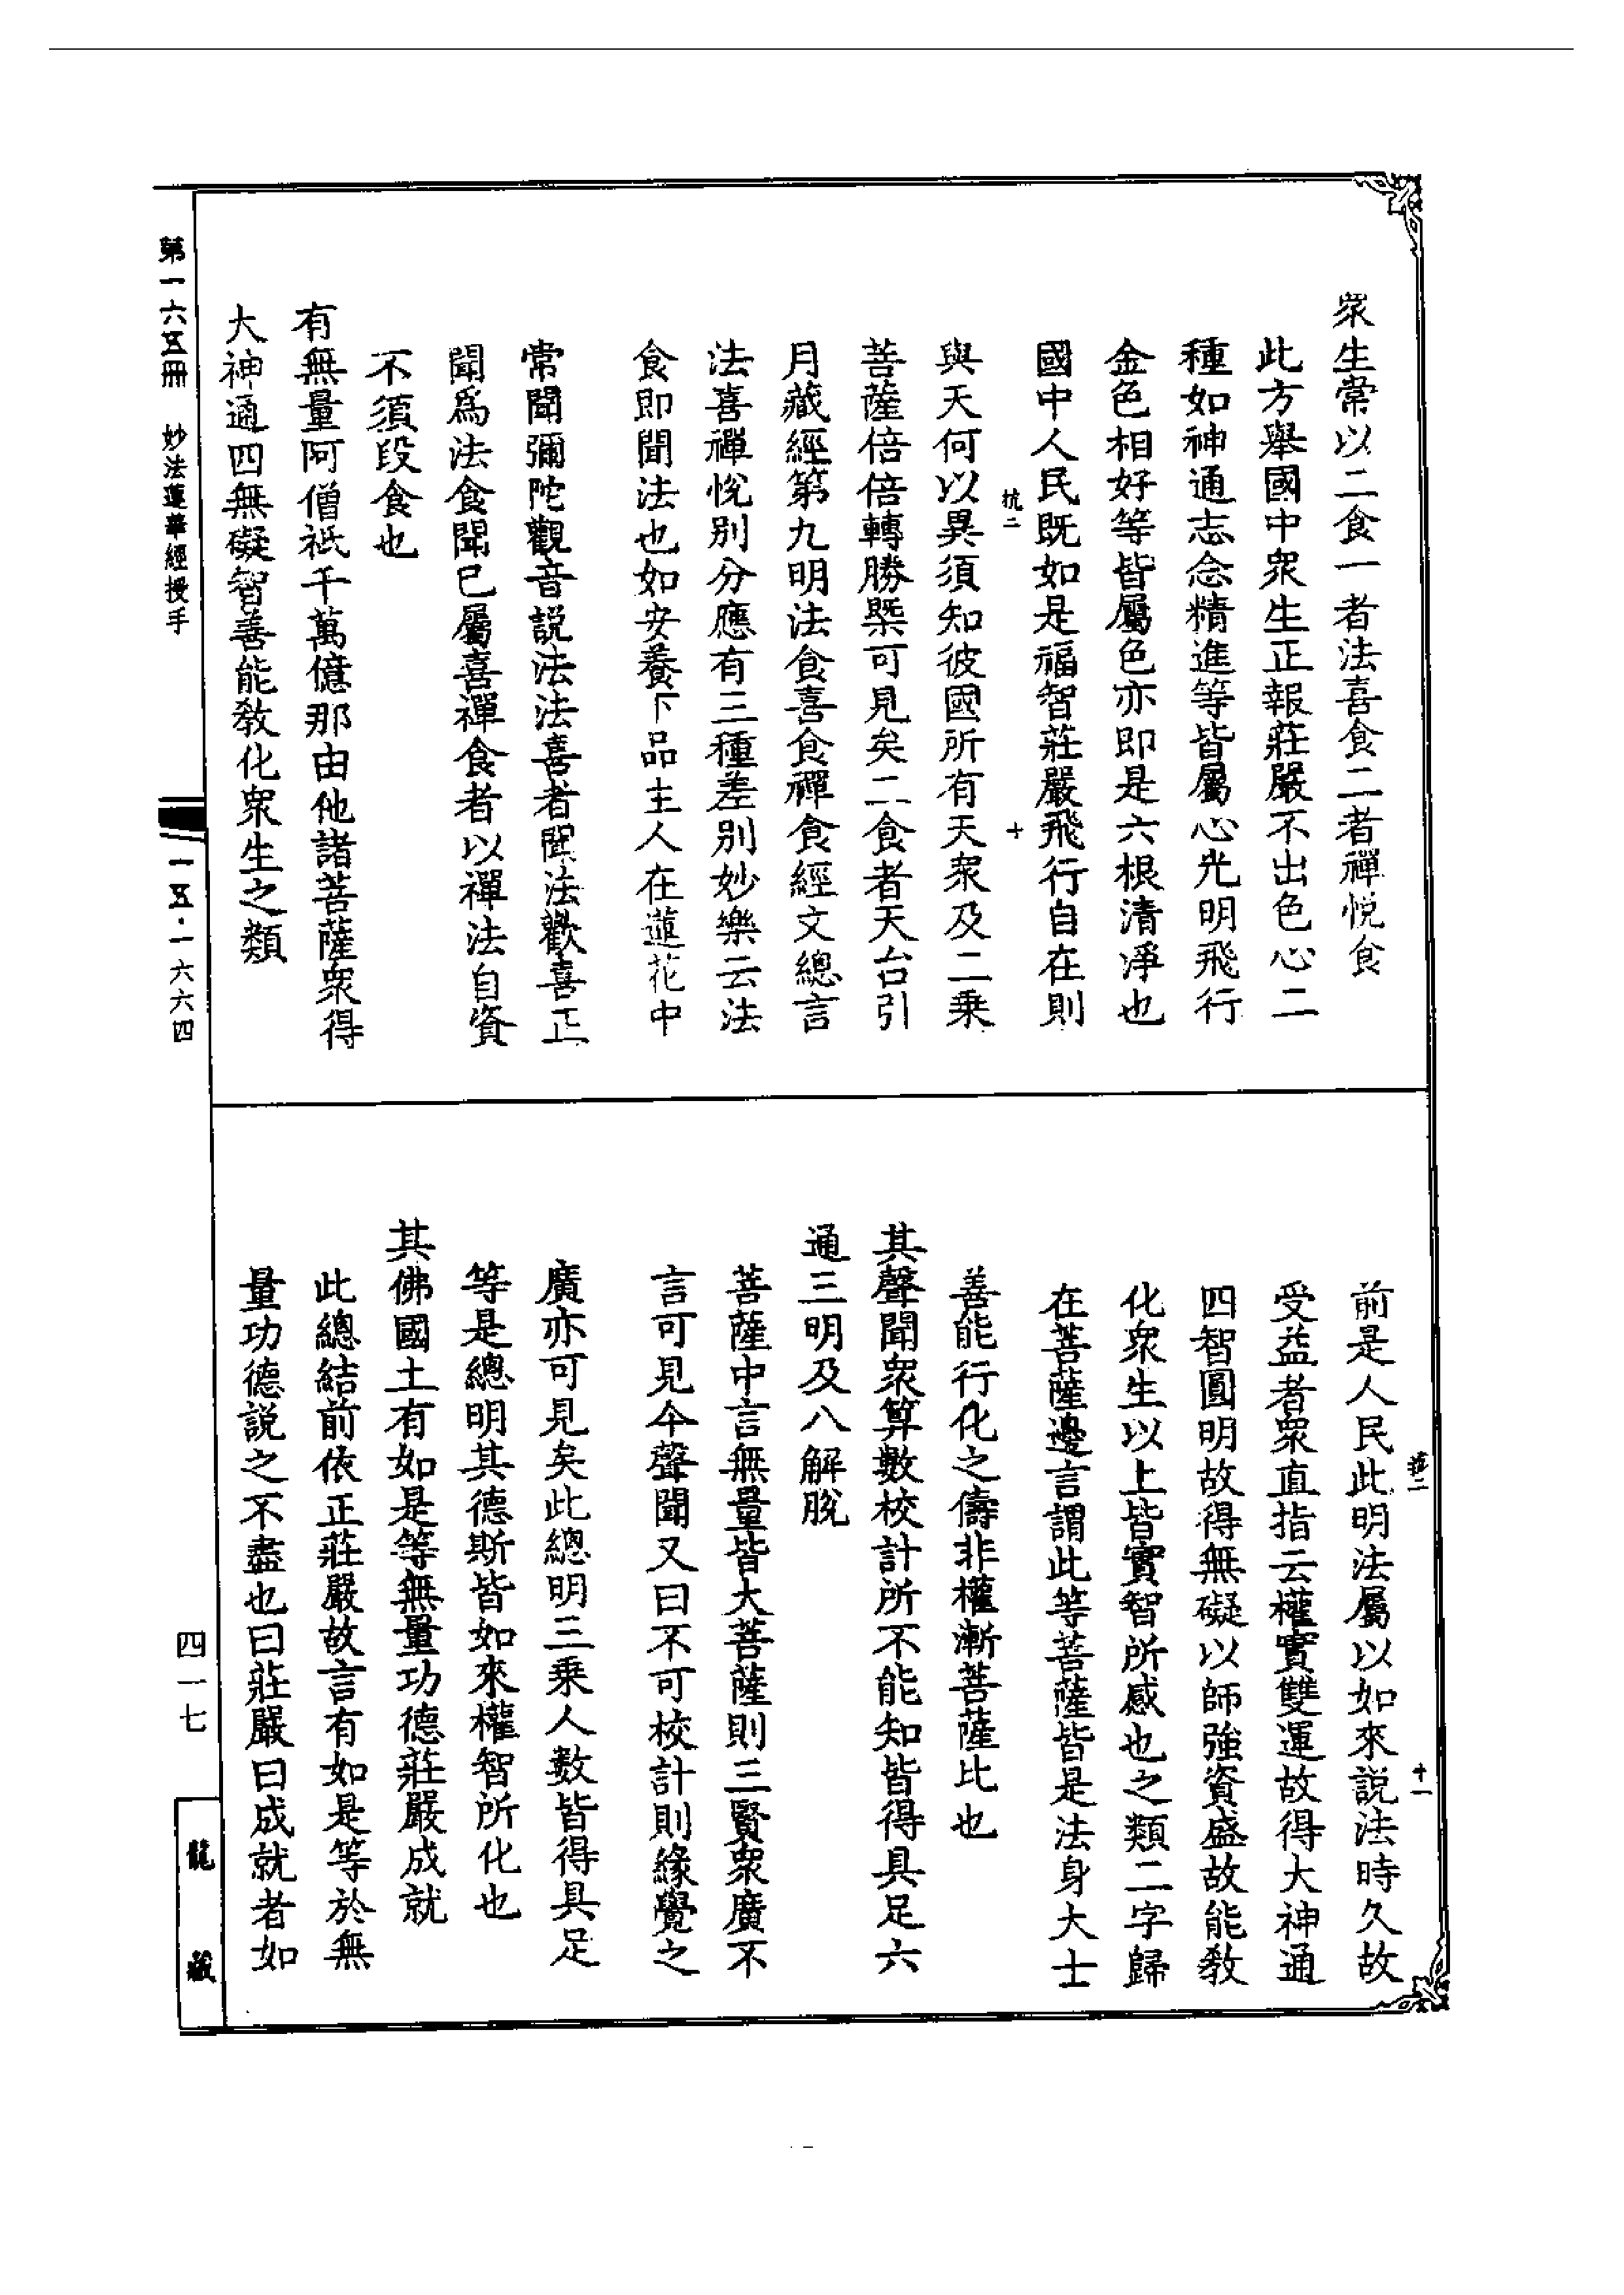 眾生常以二食一者法喜食二者禪悅食
此方舉國中眾生正報莊嚴不出色心二
種如神通志念精進等皆屬心光明飛行
金色相好等皆屬色亦即是六根清淨也
國中人民既如是福智莊嚴飛行自在則
抗二
十
與天何以異須知彼國所有天眾及二乘
菩薩倍倍轉勝槩可見矣二食者天台引
月藏經第九明法食喜食禪食經文總言
法喜禪悅別分應有三種差別妙樂云法
食即聞法也如安養下品主人在蓮花中
常聞彌陀觀音說法法喜者聞法歡喜正
聞為法食聞已屬喜禪食者以禪法自資
不須段食也
有無量阿僧祇千萬億那由他諸菩薩眾得
大神通四無礙智善能教化眾生之類
第一六五冊 妙法蓮華經授手
一五·一六六四
抗二
十一
前是人民此明法屬以如來說法時久故
受益者眾直指云權實雙運故得大神通
四智圓明故得無礙以師強資盛故能教
化眾生以上皆實智所感也之類二字歸
在菩薩邊言謂此等菩薩皆是法身大士
善能行化之儔非權漸菩薩比也
其聲聞眾算數校計所不能知皆得具足六
通三明及八解脫
菩薩中言無量皆大菩薩則三賢眾廣不
言可見今聲聞又曰不可校計則緣覺之
廣亦可見矣此總明三乘人數皆得具足
等是總明其德斯皆如來權智所化也
其佛國土有如是等無量功德莊嚴成就
此總結前依正莊嚴故言有如是等於無
量功德說之不盡也曰莊嚴曰成就者如
四一七
龍藏